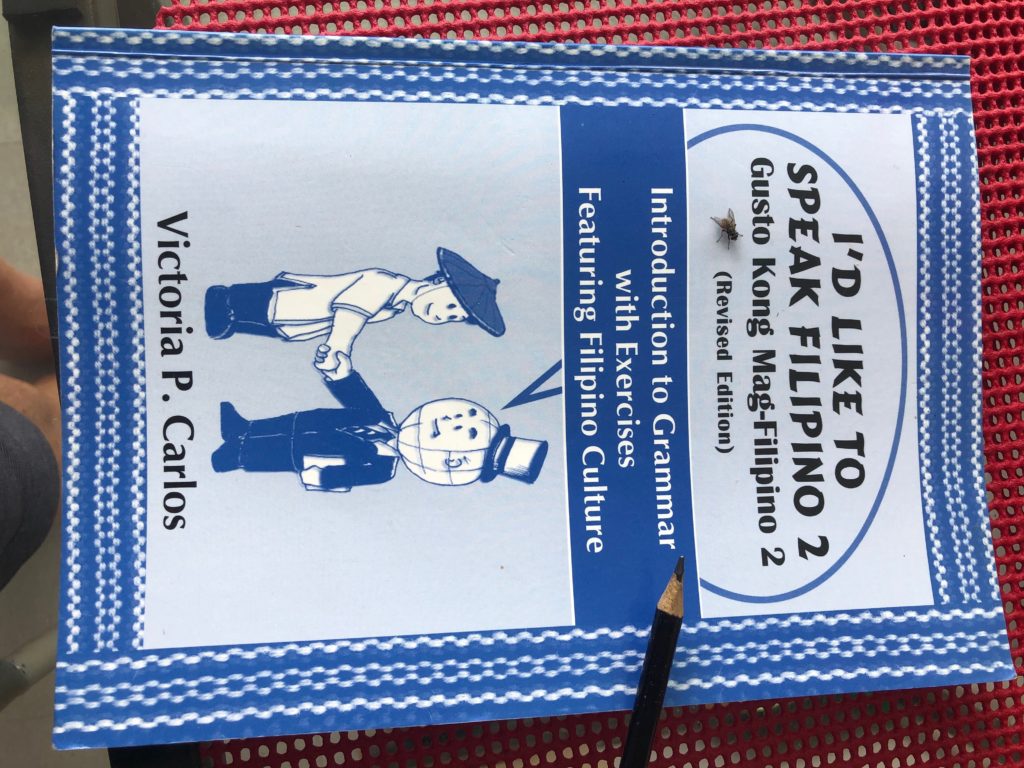 I'D LIKE TO
SPEAK FILIPINO 2
Gusto Kong Mag-Filipino 2
(Revised Edition)
Introduction to Grammar
with Exercises
Featuring Filipino Culture
Victoria P. Carlos